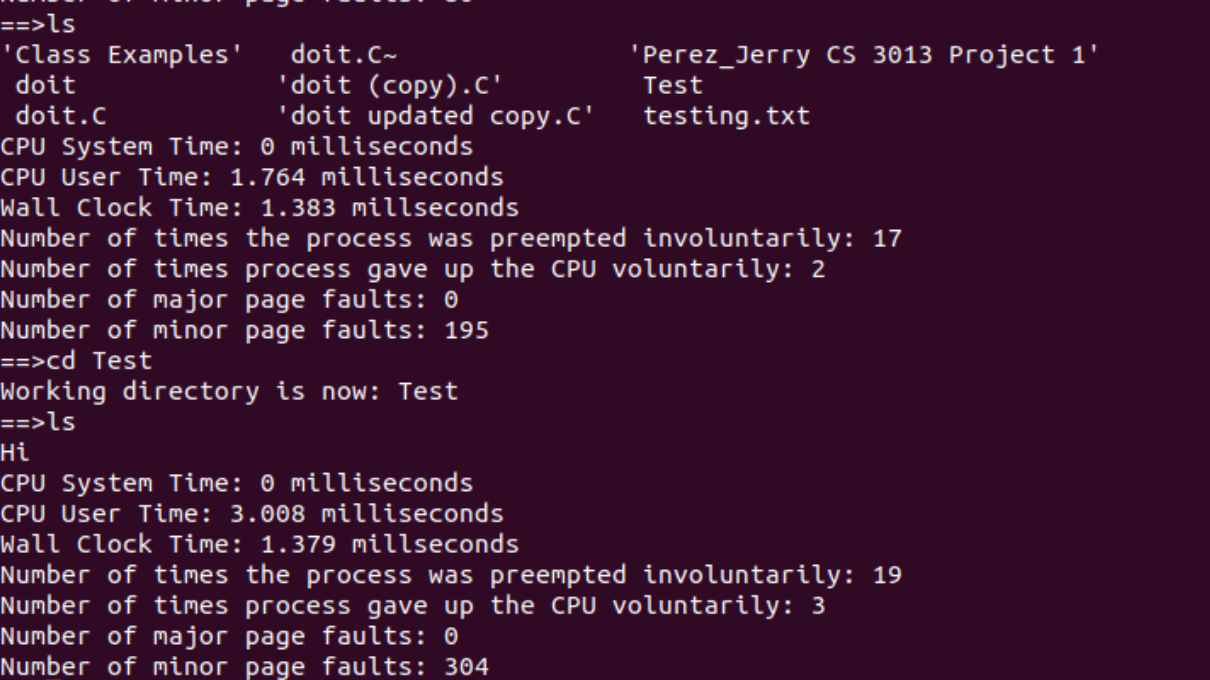 Number of minor page faults:
==>ls
'Class Examples'   doit.C~               'Perez_Jerry CS 3013 Project 1'
 doit             'doit (copy).C'         Test
 doit.C           'doit updated copy.C'   testing.txt
CPU System Time: 0 milliseconds
CPU User Time: 1.764 milliseconds
Wall Clock Time: 1.383 millseconds
Number of times the process was preempted involuntarily: 17
Number of times process gave up the CPU voluntarily: 2
Number of major page faults: 0
Number of minor page faults: 195
==>cd Test
Working directory is now: Test
==>ls
Hi
CPU System Time: 0 milliseconds
CPU User Time: 3.008 milliseconds
Wall Clock Time: 1.379 millseconds
Number of times the process was preempted involuntarily: 19
Number of times process gave up the CPU voluntarily: 3
Number of major page faults: 0
Number of minor page faults: 304